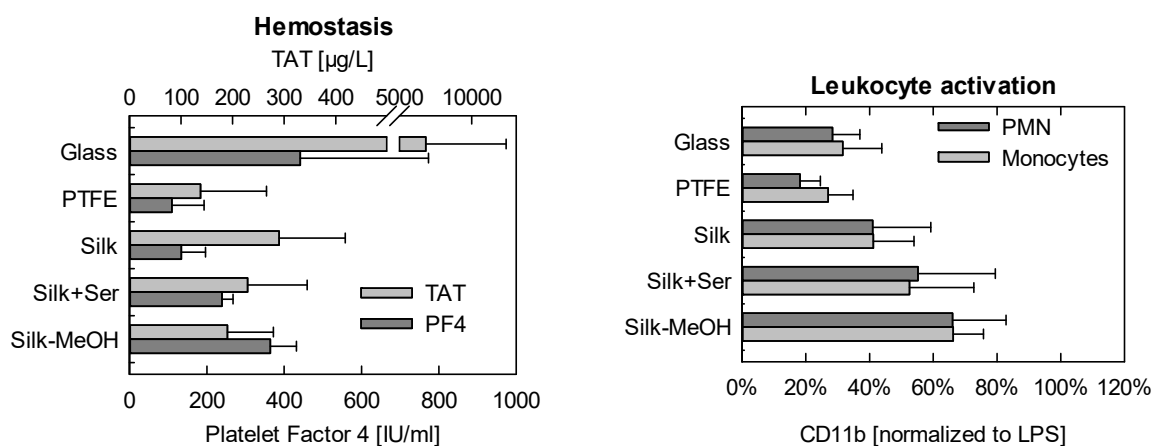 Hemostasis
TAT [µg/L]
0 100 200 300 400 5000 10000
Glass
PTFE
Silk
Silk+Ser
Silk-MeOH
TAT
PF4
0 200 400 600 800 1000
Platelet Factor 4 [IU/ml]
Leukocyte activation
PMN
Monocytes
Glass
PTFE
Silk
Silk+Ser
Silk-MeOH
0% 20% 40% 60% 80% 100% 120%
CD11b [normalized to LPS]